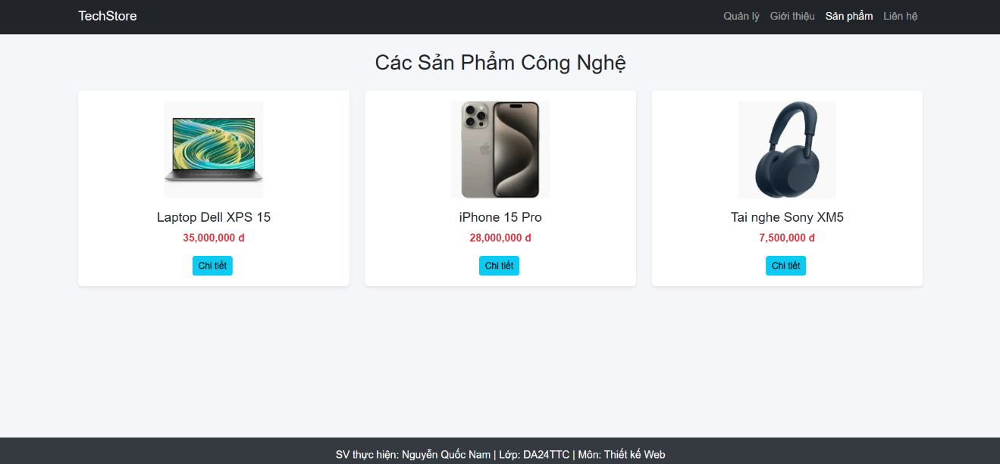 TechStore Quản lý Giới thiệu Sản phẩm Liên hệ
Các Sản Phẩm Công Nghệ
Laptop Dell XPS 15 iPhone 15 Pro Tai nghe Sony XM5
35,000,000 đ 28,000,000 đ 7,500,000 đ
Chi tiết Chi tiết Chi tiết
SV thực hiện: Nguyễn Quốc Nam | Lớp: DA24TTC | Môn: Thiết kế Web